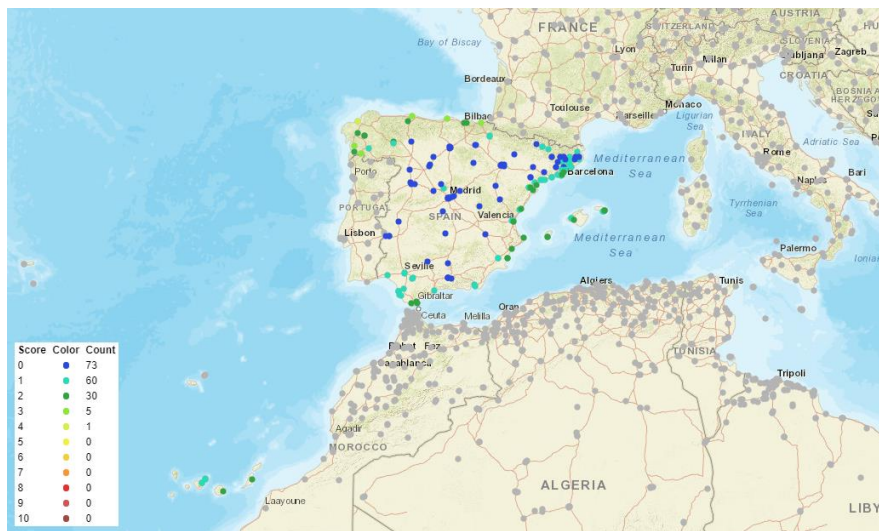 AUSTRIA
FRANCE
SWITZERLAND
SLOVENIA
Bay of Biscay
Lyon
Ljubljana
Zagreb
Milan
Turin
CROATIA
Bordeaux
BOSNIA A
HERZEGOV
Monaco
Toulouse
Marseille
Ligurian
Sea
Bilbao
ITALY
Adriatic Sea
Rome
Mediterranean
Sea
Barcelona
Porto
Madrid
Naples
Bari
PORTUGAL
SPAIN
Valencia
Tyrrhenian
Sea
Lisbon
Mediterranean
Sea
Palermo
Ionian
Seville
Gibraltar
Algiers
Tunis
Ceuta
Melilla
Oran
Rabat
Fez
Casablanca
TUNISIA
Tripoli
Agadir
MOROCCO
Laayoune
ALGERIA
LIBY
Score Color Count
0 73
1 60
2 30
3 5
4 1
5 0
6 0
7 0
8 0
9 0
10 0